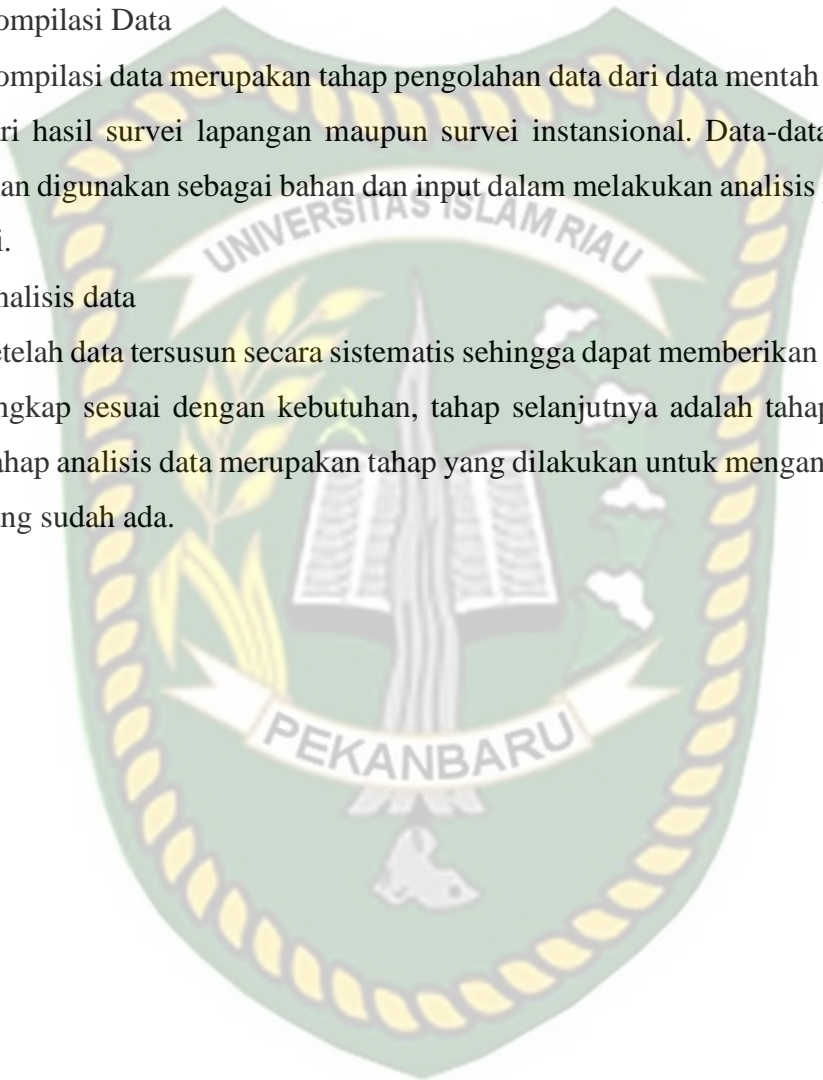 ompilasi Data
ompilasi data merupakan tahap pengolahan data dari data mentah
ri hasil survei lapangan maupun survei instansional. Data-data
an digunakan sebagai bahan dan input dalam melakukan analisis
i.
UNIVERSITAS ISLAM RIAU
nalisis data
etelah data tersusun secara sistematis sehingga dapat memberikan
ngkap sesuai dengan kebutuhan, tahap selanjutnya adalah tahap
ahap analisis data merupakan tahap yang dilakukan untuk mengan
ng sudah ada.
PEKANBARU